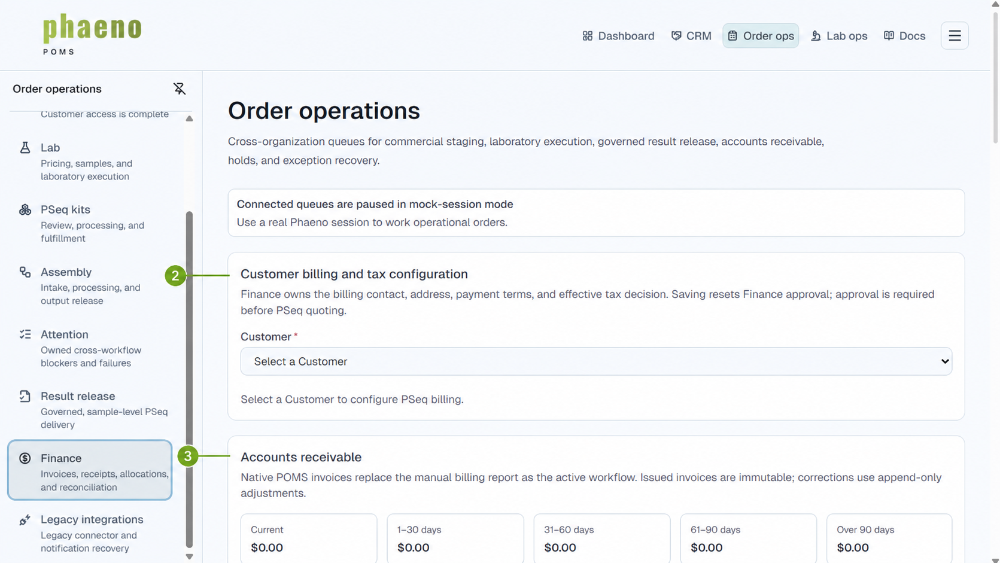 phaeno
POMS
Dashboard
CRM
Order ops
Lab ops
Docs
Order operations
Customer access is complete
Lab
Pricing, samples, and
laboratory execution
PSeq kits
Review, processing, and
fulfillment
Assembly
Intake, processing, and
output release
Attention
Owned cross-workflow
blockers and failures
Result release
Governed, sample-level PSeq
delivery
Finance
Invoices, receipts, allocations,
and reconciliation
Legacy integrations
Legacy connector and
notification recovery
Order operations
Cross-organization queues for commercial staging, laboratory execution, governed result release, accounts receivable,
holds, and exception recovery.
Connected queues are paused in mock-session mode
Use a real Phaeno session to work operational orders.
2
Customer billing and tax configuration
Finance owns the billing contact, address, payment terms, and effective tax decision. Saving resets Finance approval; approval is required
before PSeq quoting.
Customer *
Select a Customer
Select a Customer to configure PSeq billing.
3
Accounts receivable
Native POMS invoices replace the manual billing report as the active workflow. Issued invoices are immutable; corrections use append-only
adjustments.
Current
$0.00
1–30 days
$0.00
31–60 days
$0.00
61–90 days
$0.00
Over 90 days
$0.00